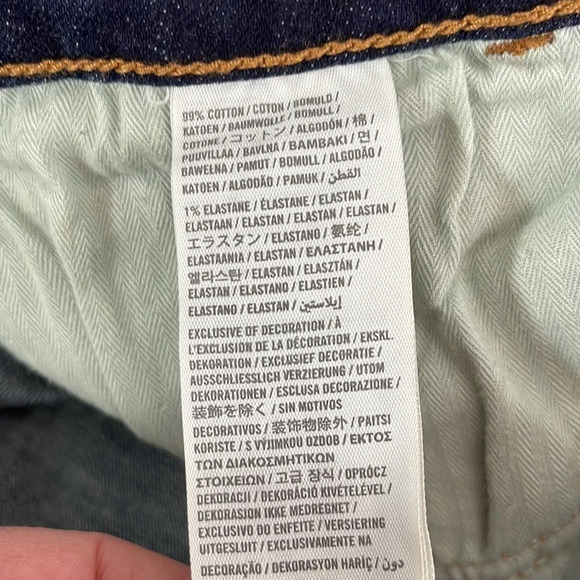 99% COTTON / COTON / BOMULD /
KATOEN / BAUMWOLLE / BOMULL /
COTONE / コットン / ALGODÓN / 棉 /
PUUVILLAA / BAVLNA / ΒΑΜΒΑΚΙ / 면 /
BAWEŁNA / PAMUT / BOMULL / ALGODÃO /
KATOEN / ALGODÃO / PAMUK / القطن
1% ELASTANE / ÉLASTANE / ELASTAN /
ELASTAAN / ELASTAN / ELASTAN / ELASTAN /
エラスタン / ELASTANO / 氨纶 /
ELASTAANIA / ELASTAN / ΕΛΑΣΤΑΝΗ /
엘라스탄 / ELASTAN / ELASZTÁN /
ELASTAN / ELASTANO / ELASTIEN /
ELASTANO / ELASTAN / إيلاستين
EXCLUSIVE OF DECORATION / À
L'EXCLUSION DE LA DÉCORATION / EKSKL.
DEKORATION / EXCLUSIEF DECORATIE /
AUSSCHLIESSLICH VERZIERUNG / UTOM
DEKORATIONEN / ESCLUSA DECORAZIONE /
装飾を除く / SIN MOTIVOS
DECORATIVOS / 装饰物除外 / PAITSI
KORISTE / S VÝJIMKOU OZDOB / ΕΚΤΟΣ
ΤΩΝ ΔΙΑΚΟΣΜΗΤΙΚΩΝ
ΣΤΟΙΧΕΙΩΝ / 고급 장식 / OPRÓCZ
DEKORACJI / DEKORÁCIÓ KIVÉTELÉVEL /
DEKORASJON IKKE MEDREGNET /
EXCLUSIVO DO ENFEITE / VERSIERING
UITGESLUIT / EXCLUSIVAMENTE NA
DECORAÇÃO / DEKORASYON HARİÇ / دون